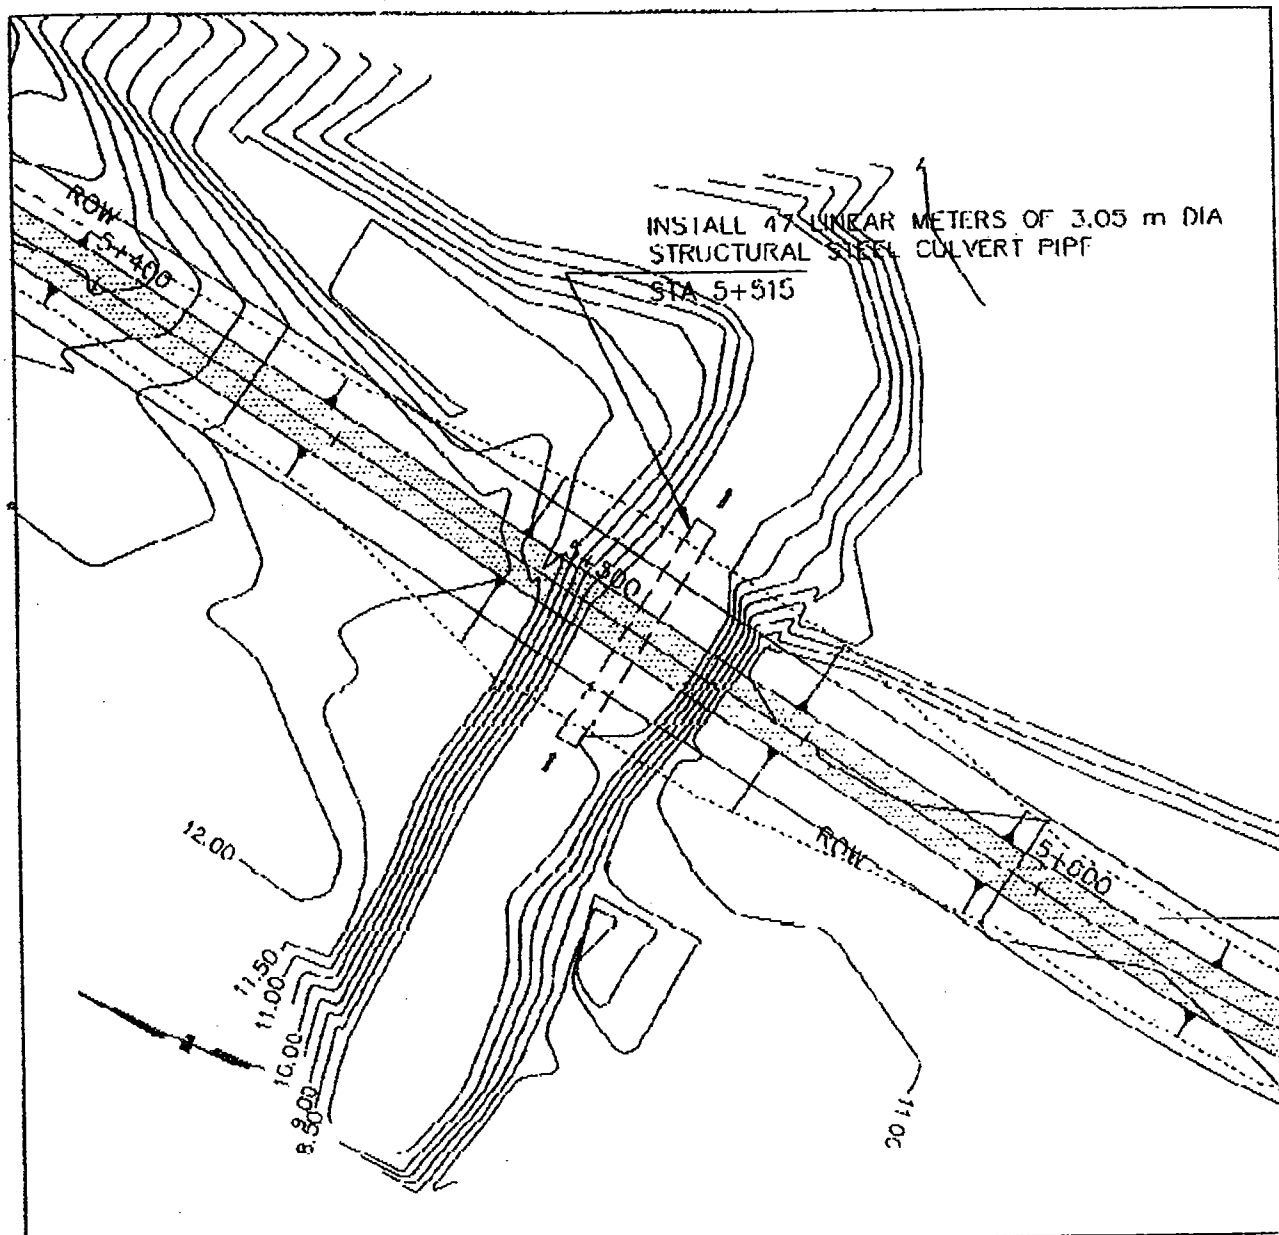 ROW
5+400
INSTALL 47 LINEAR METERS OF 3.05 m DIA
STRUCTURAL STEEL CULVERT PIPE
STA 5+515
5+500
ROW
5+600
12.00
11.50
11.00
10.00
9.00
8.50
11.00